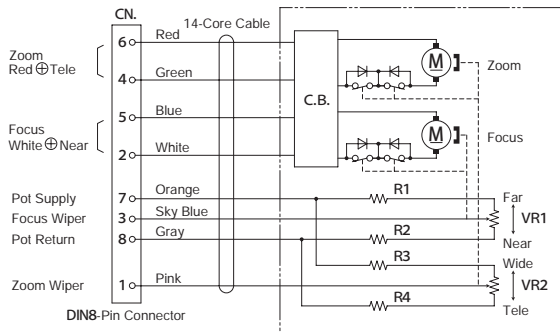 CN.
14-Core Cable
6 Red
Zoom
Red ⊕ Tele
4 Green
C.B.
M
Zoom
5 Blue
Focus
White ⊕ Near
2 White
M
Focus
Pot Supply 7 Orange R1 Far
Focus Wiper 3 Sky Blue VR1
Pot Return 8 Gray R2 Near
R3 Wide
Zoom Wiper 1 Pink VR2
R4 Tele
DIN8-Pin Connector